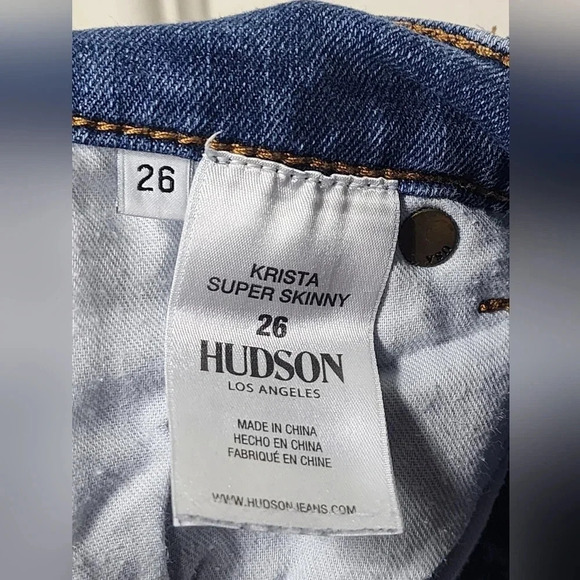 26
KRISTA
SUPER SKINNY
26
HUDSON
LOS ANGELES
MADE IN CHINA
HECHO EN CHINA
FABRIQUÉ EN CHINE
WWW.HUDSONJEANS.COM